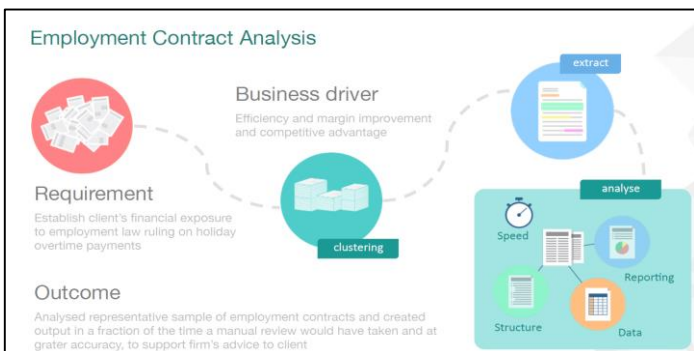 Employment Contract Analysis
extract
Business driver
Efficiency and margin improvement
and competitive advantage
Requirement
Establish client's financial exposure
to employment law ruling on holiday
overtime payments
clustering
analyse
Speed
Reporting
Structure
Data
Outcome
Analysed representative sample of employment contracts and created
output in a fraction of the time a manual review would have taken and at
grater accuracy, to support firm's advice to client